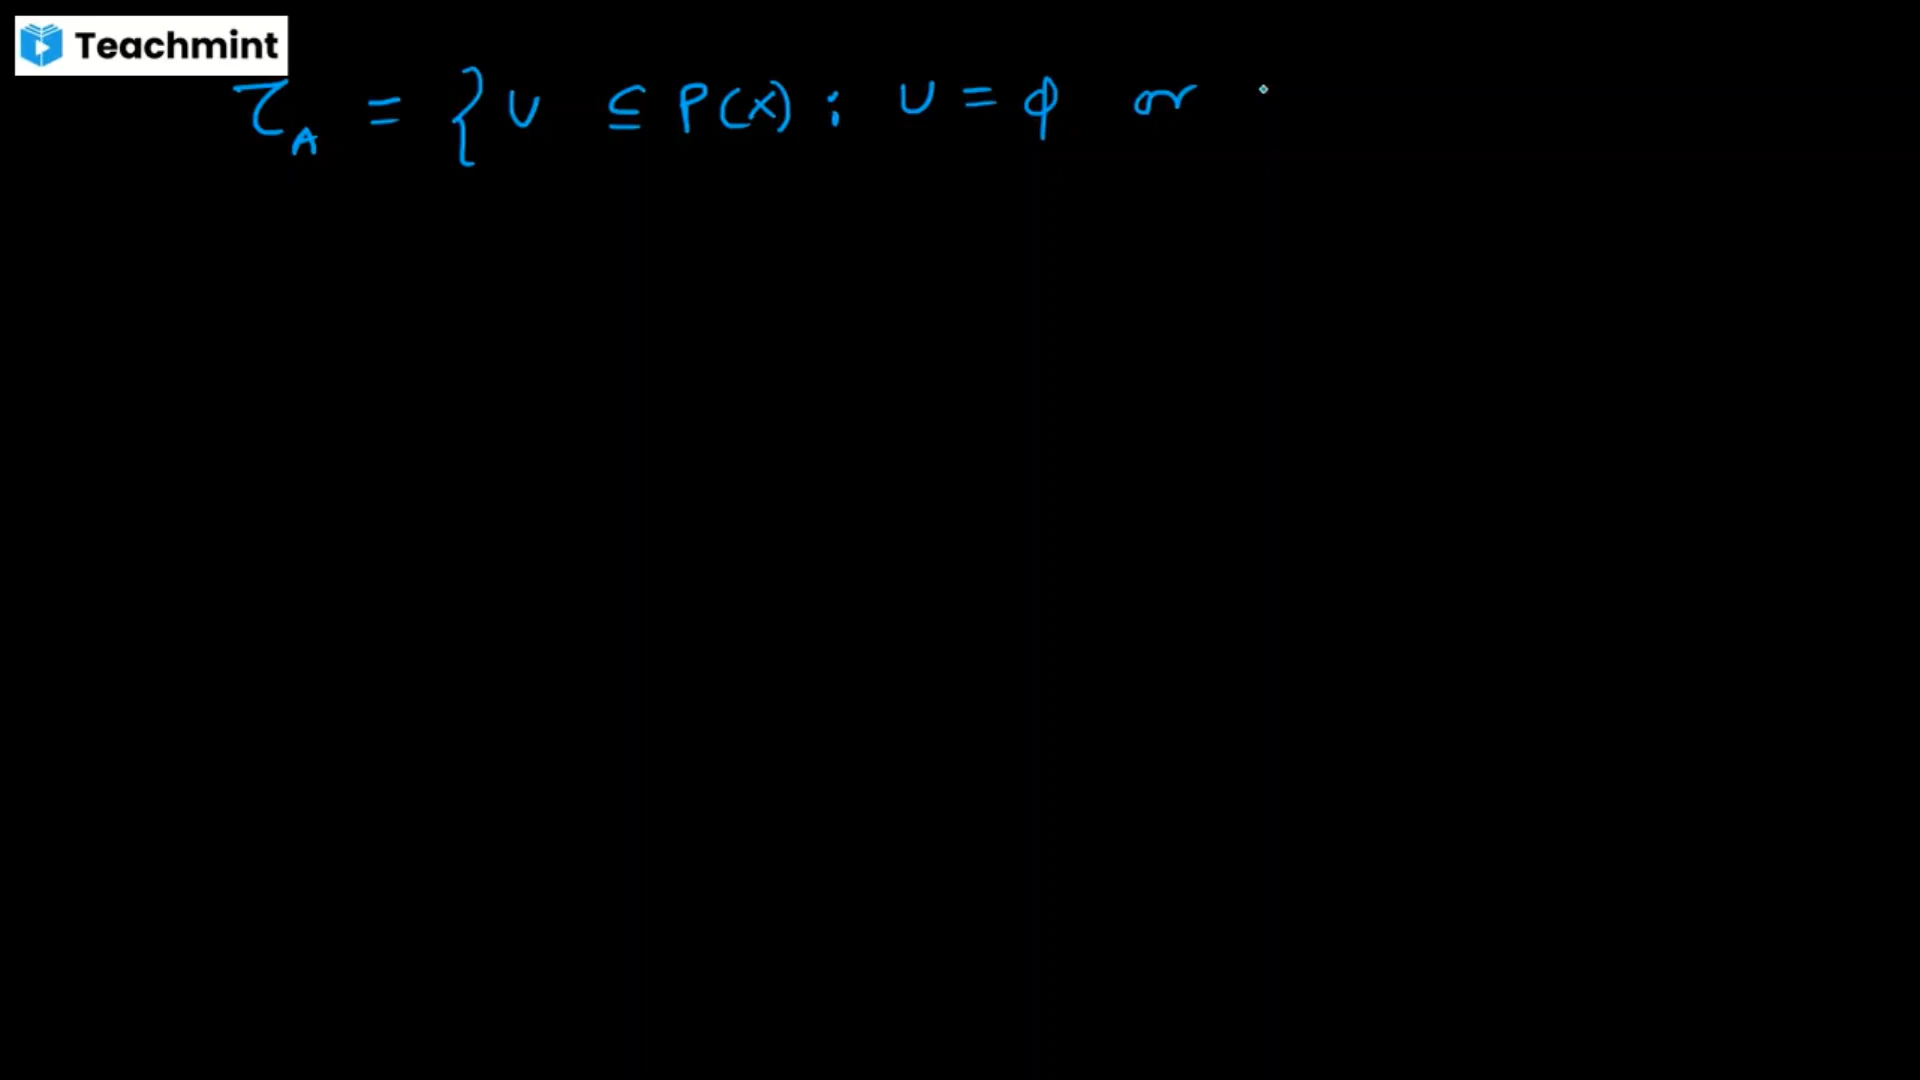 Teachmint
τ_A = { U ⊆ P(X) ; U = φ or